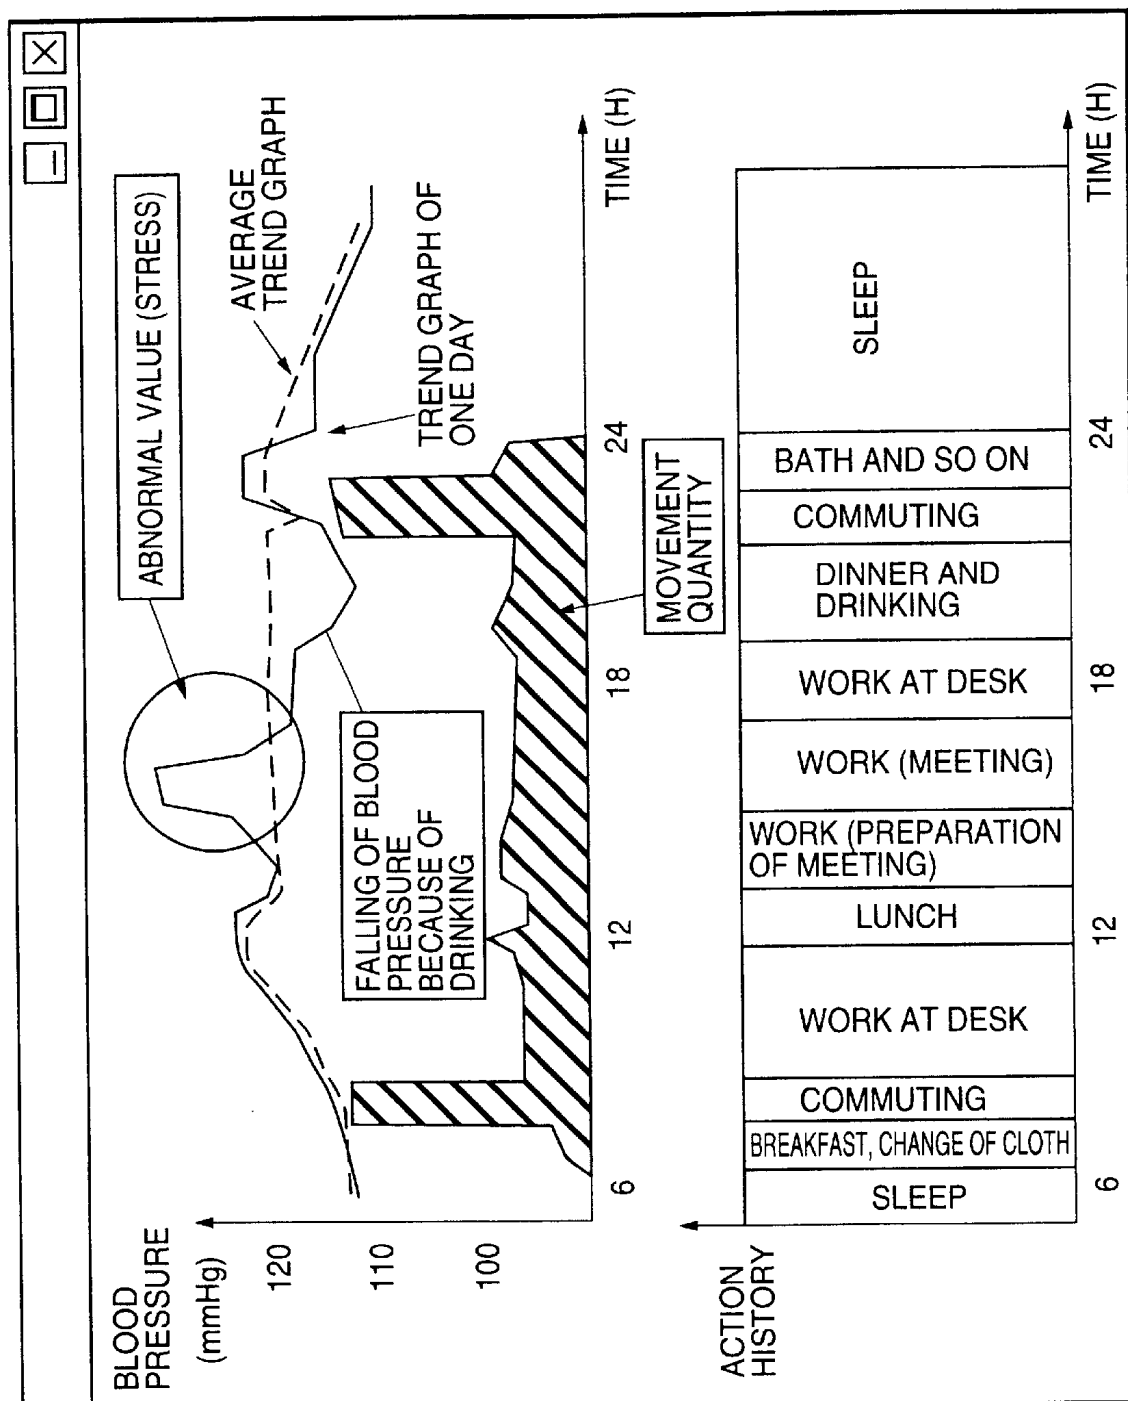 ABNORMAL VALUE (STRESS)
AVERAGE
TREND GRAPH
TREND GRAPH OF
ONE DAY
BLOOD
PRESSURE
(mmHg)
120
110
100
FALLING OF BLOOD
PRESSURE
BECAUSE OF
DRINKING
6
12
18
24
TIME (H)
MOVEMENT
QUANTITY
ACTION
HISTORY
SLEEP
BREAKFAST, CHANGE OF CLOTH
COMMUTING
WORK AT DESK
LUNCH
WORK (PREPARATION
OF MEETING)
WORK (MEETING)
WORK AT DESK
DINNER AND
DRINKING
COMMUTING
BATH AND SO ON
SLEEP
6
12
18
24
TIME (H)